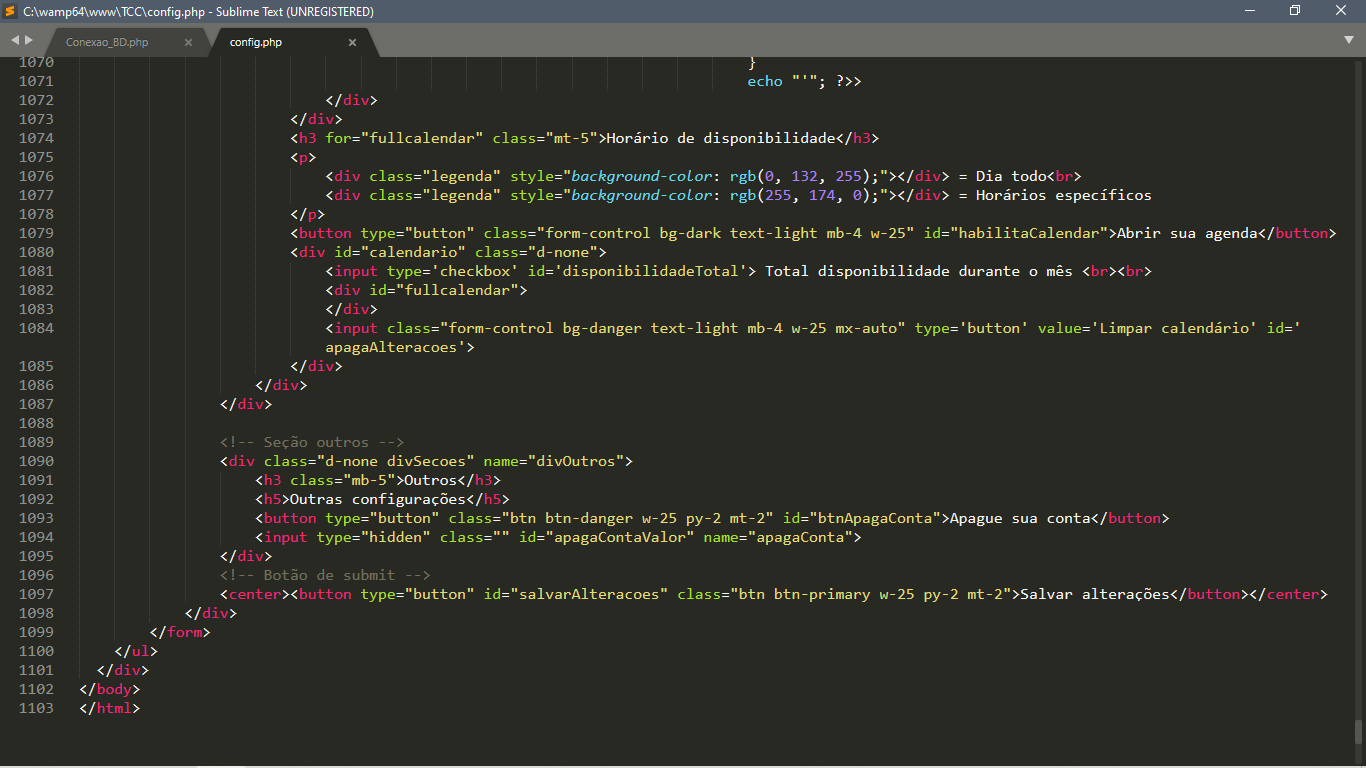 C:\wamp64\www\TCC\config.php - Sublime Text (UNREGISTERED)
Conexao_BD.php × config.php ×
1070 }
1071 echo "'"; ?>>
1072 </div>
1073 </div>
1074 <h3 for="fullcalendar" class="mt-5">Horário de disponibilidade</h3>
1075 <p>
1076 <div class="legenda" style="background-color: rgb(0, 132, 255);"></div> = Dia todo<br>
1077 <div class="legenda" style="background-color: rgb(255, 174, 0);"></div> = Horários específicos
1078 </p>
1079 <button type="button" class="form-control bg-dark text-light mb-4 w-25" id="habilitaCalendar">Abrir sua agenda</button>
1080 <div id="calendario" class="d-none">
1081 <input type='checkbox' id='disponibilidadeTotal'> Total disponibilidade durante o mês <br><br>
1082 <div id="fullcalendar">
1083 </div>
1084 <input class="form-control bg-danger text-light mb-4 w-25 mx-auto" type='button' value='Limpar calendário' id='
apagaAlteracoes'>
1085 </div>
1086 </div>
1087 </div>
1088
1089 <!-- Seção outros -->
1090 <div class="d-none divSecoes" name="divOutros">
1091 <h3 class="mb-5">Outros</h3>
1092 <h5>Outras configurações</h5>
1093 <button type="button" class="btn btn-danger w-25 py-2 mt-2" id="btnApagaConta">Apague sua conta</button>
1094 <input type="hidden" class="" id="apagaContaValor" name="apagaConta">
1095 </div>
1096 <!-- Botão de submit -->
1097 <center><button type="button" id="salvarAlteracoes" class="btn btn-primary w-25 py-2 mt-2">Salvar alterações</button></center>
1098 </div>
1099 </form>
1100 </ul>
1101 </div>
1102 </body>
1103 </html>